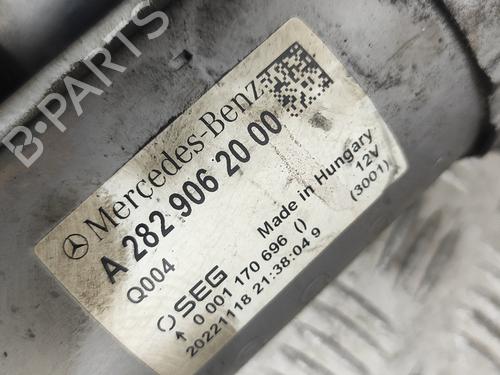 B-PARTS
Mercedes-Benz
A 282 906 20 00
Q004
Made in Hungary
12V
SEG
(3001)
0 001 170 696 ()
20221118 21:38:04 9